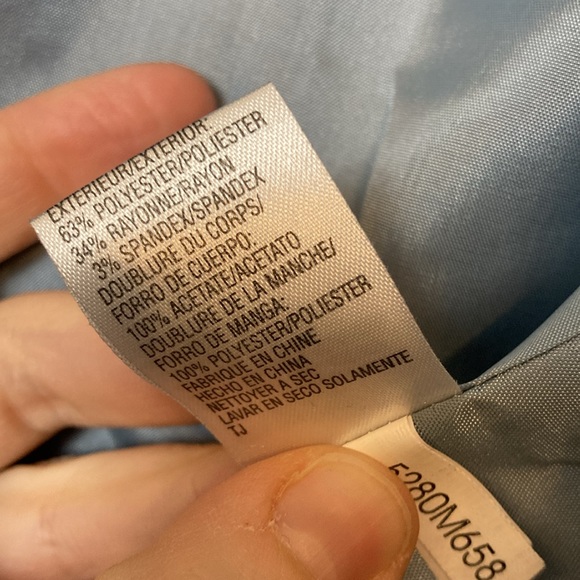 EXTERIEUR/EXTERIOR:
63% POLYESTER/POLIESTER
34% RAYONNE/RAYON
3% SPANDEX/SPANDEX
DOUBLURE DU CORPS/
FORRO DE CUERPO:
100% ACETATE/ACETATO
DOUBLURE DE LA MANCHE/
FORRO DE MANGA:
100% POLYESTER/POLIESTER
FABRIQUE EN CHINE
HECHO EN CHINA
NETTOYER A SEC
LAVAR EN SECO SOLAMENTE
TJ
5280M658